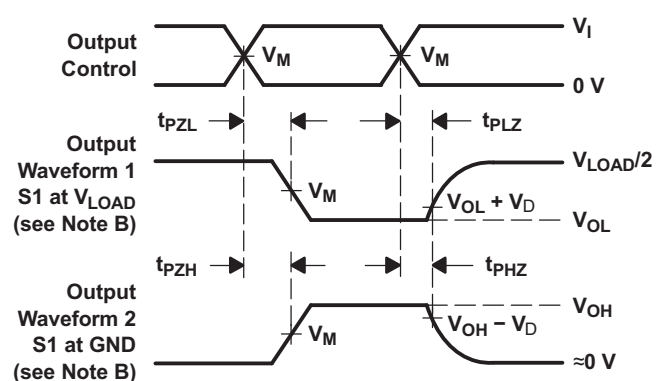 Output
Control
V_M
V_M
V_I
0 V
t_PZL
t_PLZ
Output
Waveform 1
S1 at V_LOAD
(see Note B)
V_M
V_LOAD/2
V_OL + V_D
V_OL
t_PZH
t_PHZ
Output
Waveform 2
S1 at GND
(see Note B)
V_M
V_OH
V_OH − V_D
≈0 V